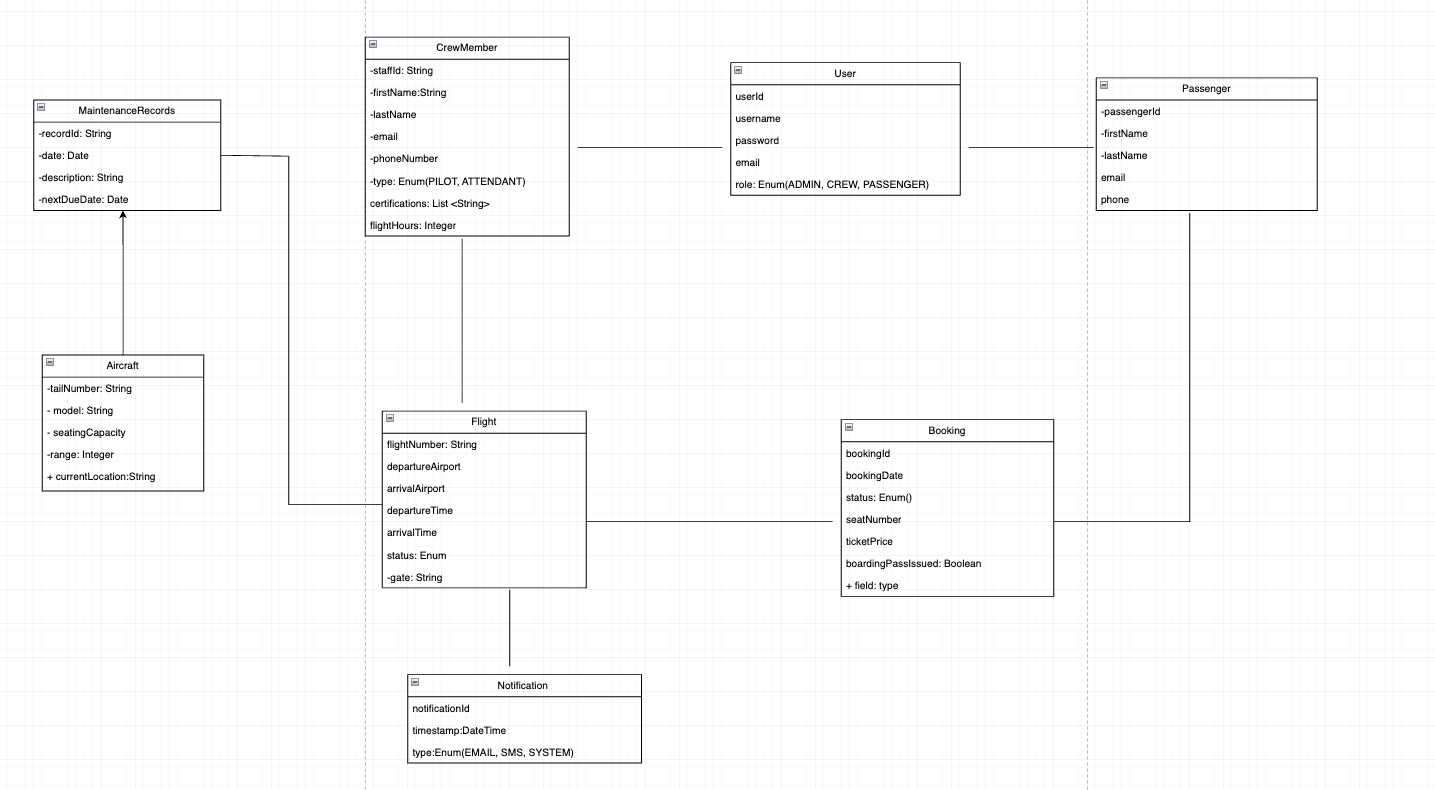 CrewMember
-staffId: String
-firstName:String
-lastName
-email
-phoneNumber
-type: Enum(PILOT, ATTENDANT)
certifications: List <String>
flightHours: Integer
User
userId
username
password
email
role: Enum(ADMIN, CREW, PASSENGER)
Passenger
-passengerId
-firstName
-lastName
email
phone
MaintenanceRecords
-recordId: String
-date: Date
-description: String
-nextDueDate: Date
Aircraft
-tailNumber: String
- model: String
- seatingCapacity
-range: Integer
+ currentLocation:String
Flight
flightNumber: String
departureAirport
arrivalAirport
departureTime
arrivalTime
status: Enum
-gate: String
Booking
bookingId
bookingDate
status: Enum()
seatNumber
ticketPrice
boardingPassIssued: Boolean
+ field: type
Notification
notificationId
timestamp:DateTime
type:Enum(EMAIL, SMS, SYSTEM)